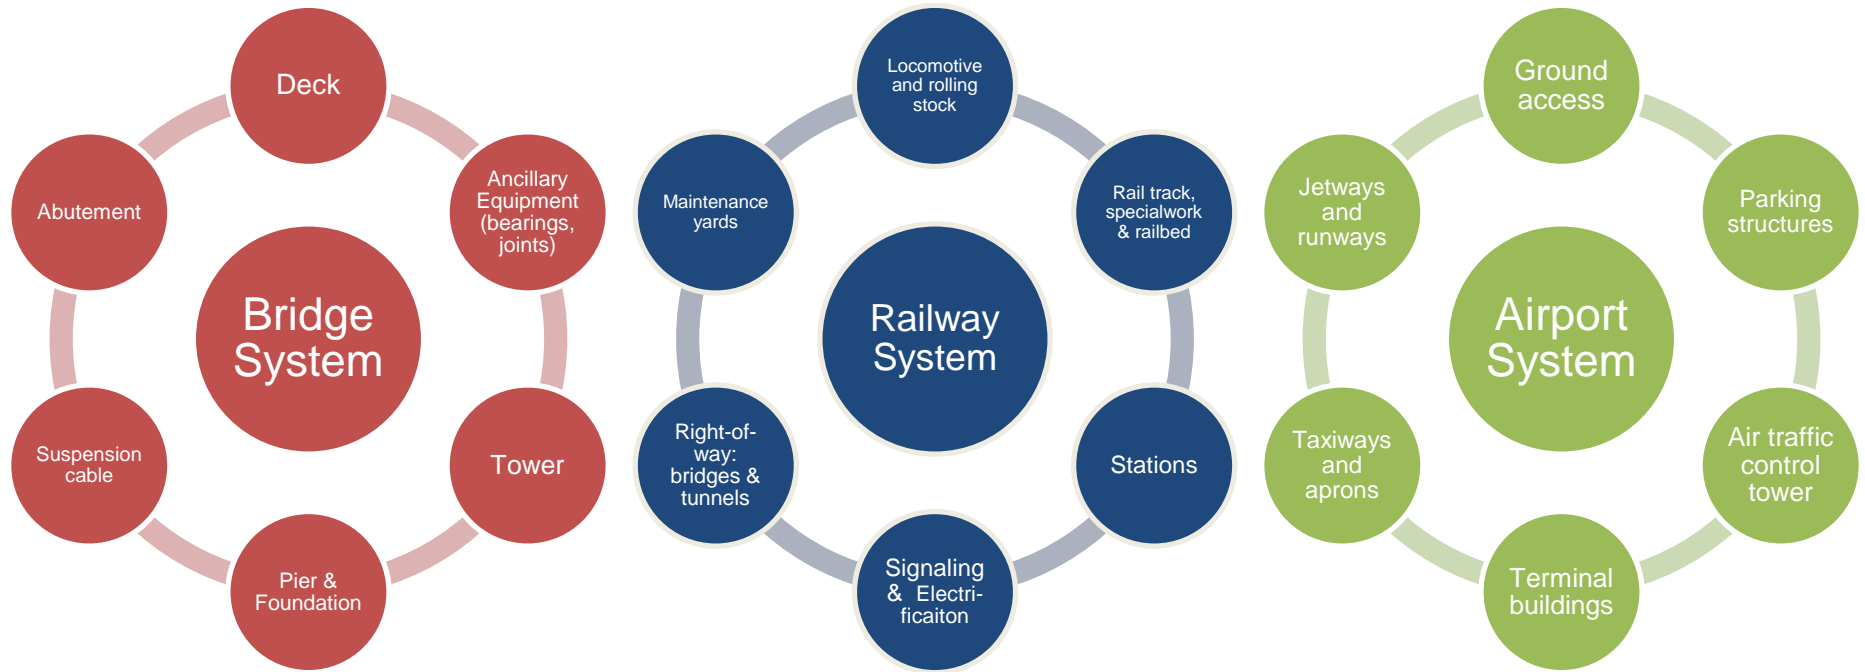 Deck
Ancillary
Equipment
(bearings,
joints)
Tower
Pier &
Foundation
Suspension
cable
Abutement
Bridge
System
Locomotive
and rolling
stock
Rail track,
specialwork
& railbed
Stations
Signaling
& Electri-
ficaiton
Right-of-
way:
bridges &
tunnels
Maintenance
yards
Railway
System
Ground
access
Parking
structures
Air traffic
control
tower
Terminal
buildings
Taxiways
and
aprons
Jetways
and
runways
Airport
System